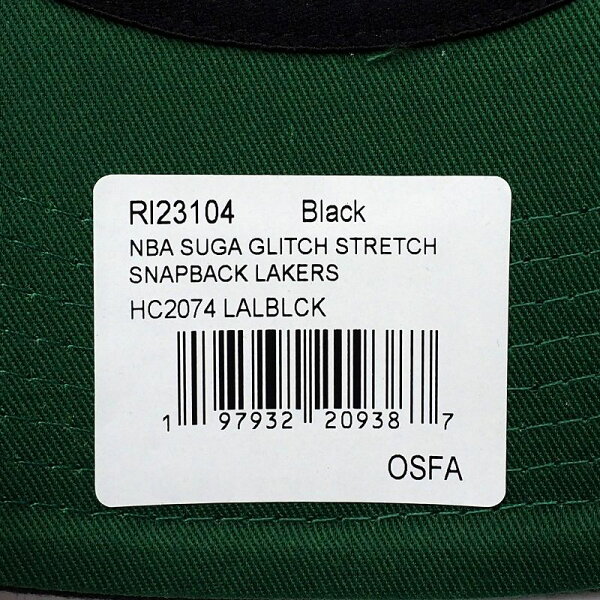 RI23104 Black
NBA SUGA GLITCH STRETCH
SNAPBACK LAKERS
HC2074 LALBLCK
1 97932 20938 7
OSFA